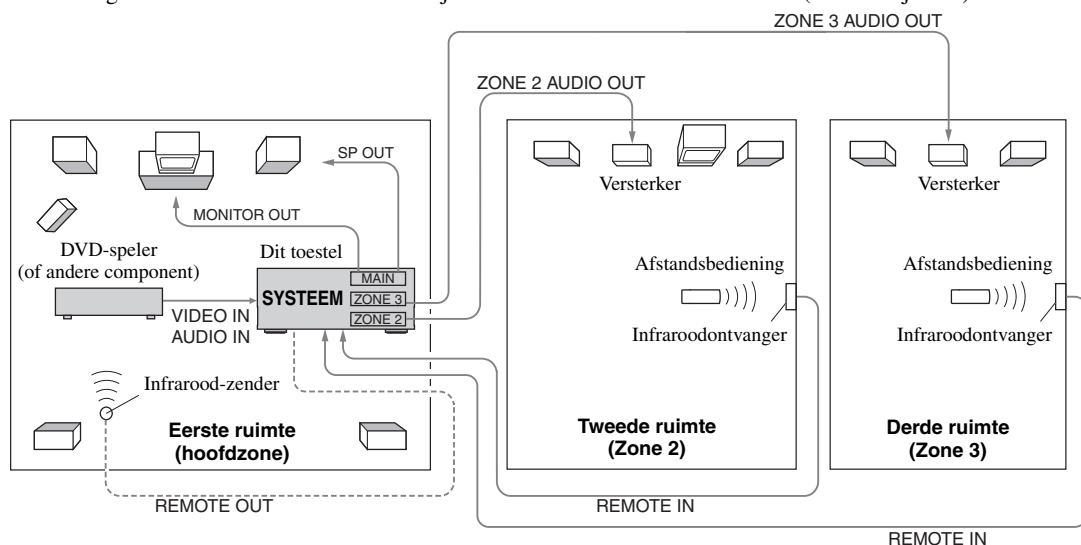 ZONE 3 AUDIO OUT
ZONE 2 AUDIO OUT
SP OUT
MONITOR OUT
DVD-speler
(of andere component)
Dit toestel
MAIN
SYSTEEM
ZONE 3
ZONE 2
VIDEO IN
AUDIO IN
Infrarood-zender
Eerste ruimte
(hoofdzone)
REMOTE OUT
Versterker
Afstandsbediening
Infraroodontvanger
Tweede ruimte
(Zone 2)
REMOTE IN
Versterker
Afstandsbediening
Infraroodontvanger
Derde ruimte
(Zone 3)
REMOTE IN